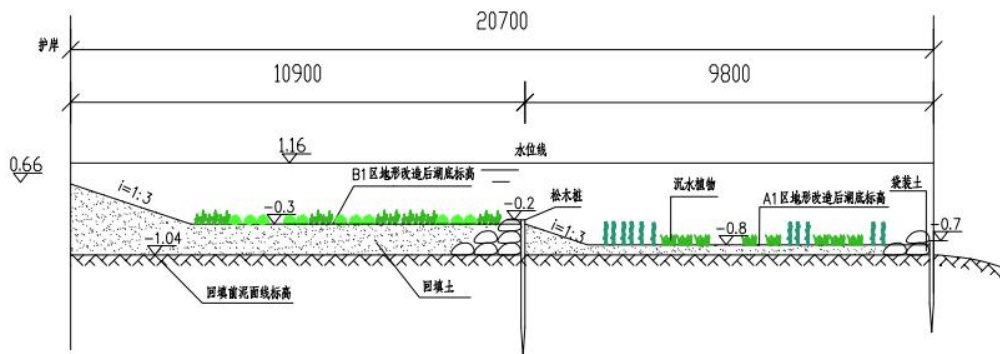 20700
护岸
10900
9800
1.16
水位线
0.66
i=1:3
B1区地形改造后湖底标高
松木桩
沉水植物
袋装土
A1区地形改造后湖底标高
-0.3
-0.2
i=1:3
-0.8
-0.7
-1.04
回填前泥面线标高
回填土